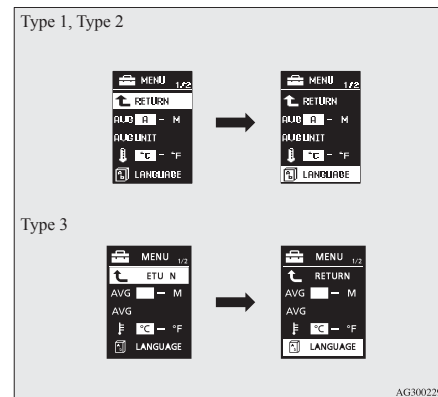 Type 1, Type 2
MENU 1/2
RETURN
AVG A - M
AVG UNIT
°C - °F
LANGUAGE
MENU 1/2
RETURN
AVG A - M
AVG UNIT
°C - °F
LANGUAGE
Type 3
MENU 1/2
ETU N
AVG — M
AVG
°C — °F
LANGUAGE
MENU 1/2
RETURN
AVG — M
AVG
°C — °F
LANGUAGE
AG300229